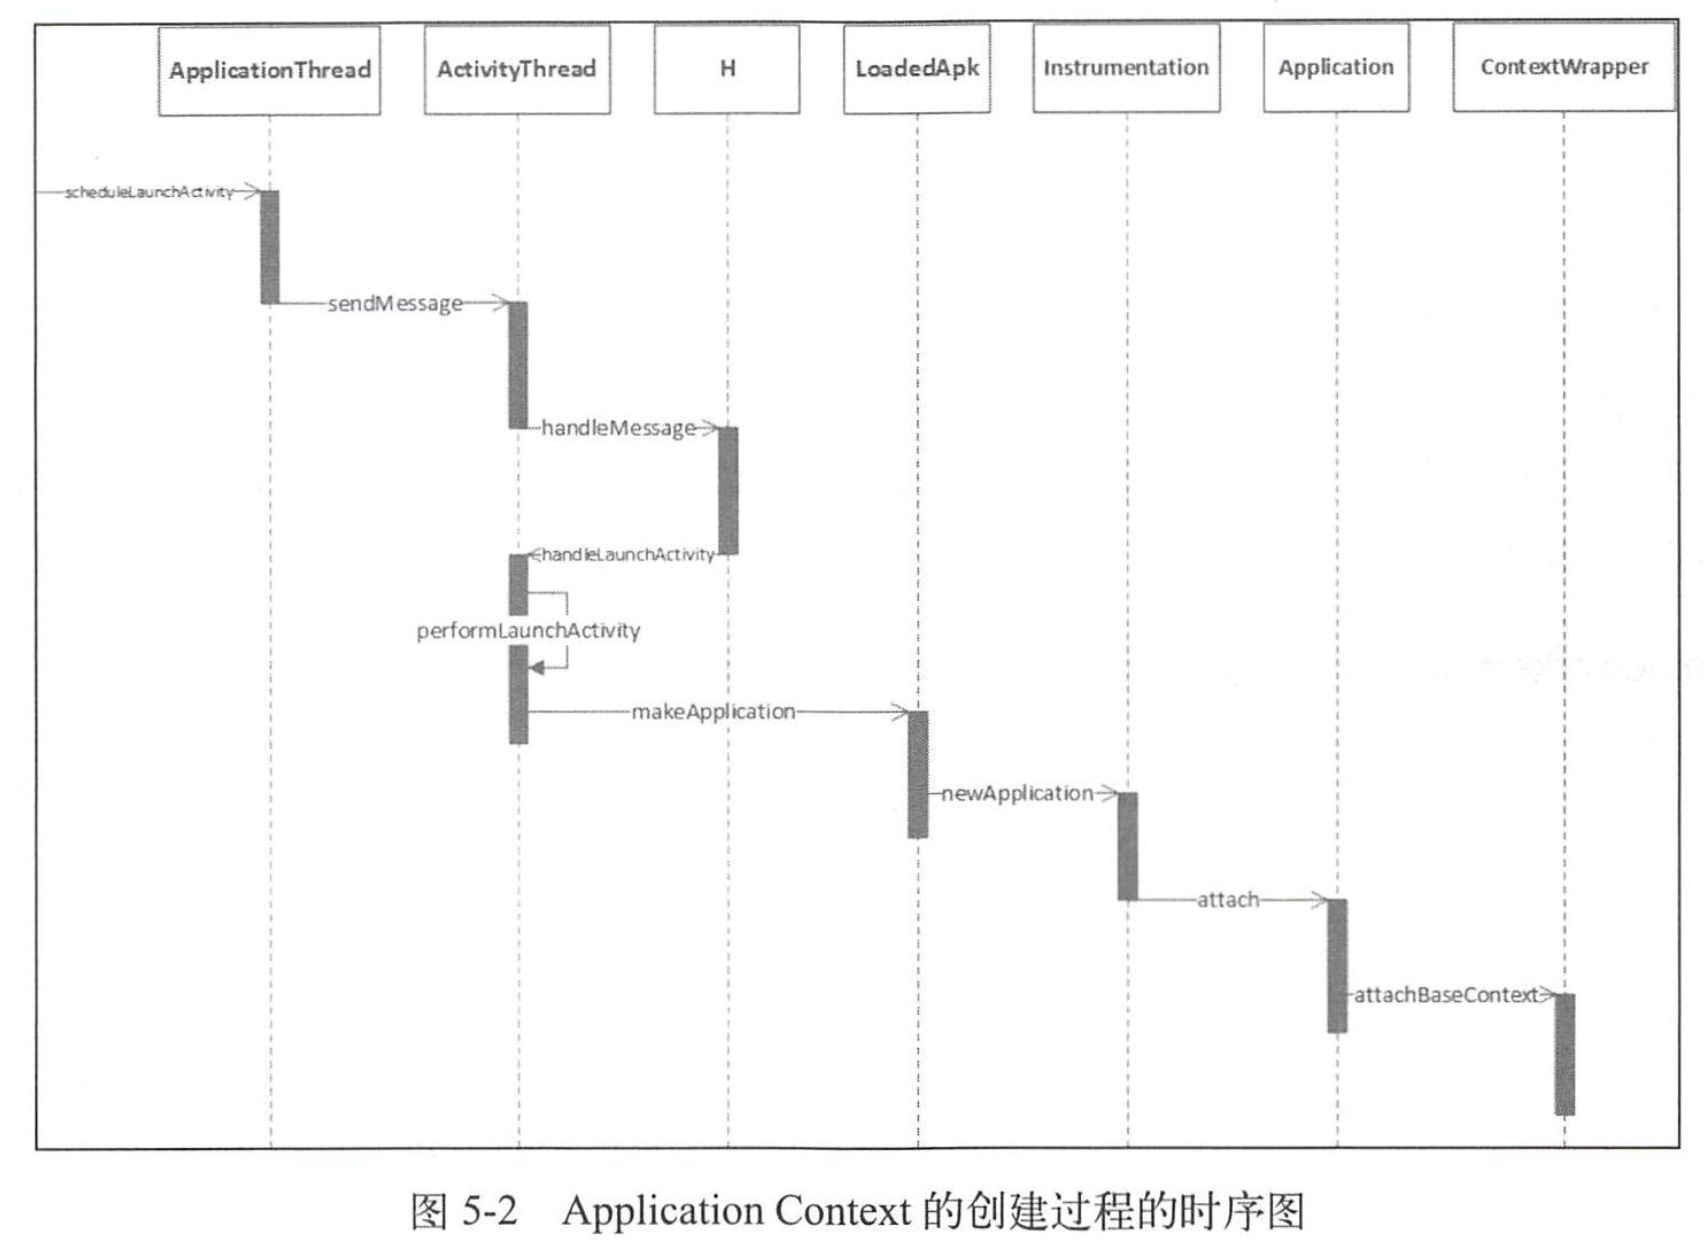 ApplicationThread ActivityThread H LoadedApk Instrumentation Application ContextWrapper
scheduleLaunchActivity
sendMessage
handleMessage
handleLaunchActivity
performLaunchActivity
makeApplication
newApplication
attach
attachBaseContext
图 5-2 Application Context 的创建过程的时序图